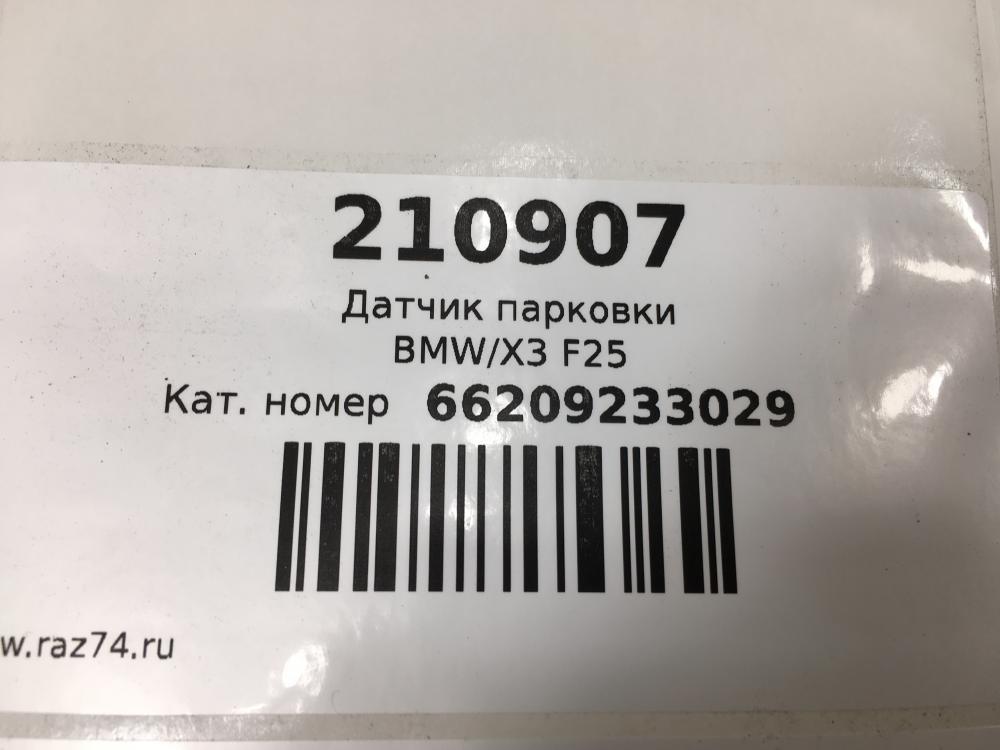 210907
Датчик парковки
BMW/X3 F25
Кат. номер 66209233029
w.raz74.ru